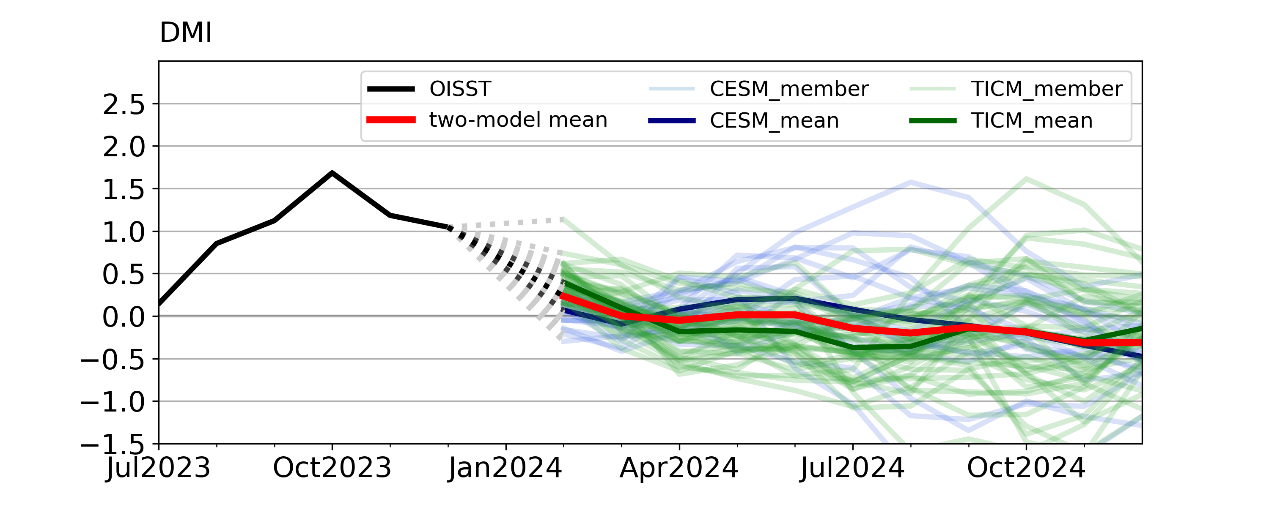 DMI
OISST
CESM_member
TICM_member
two-model mean
CESM_mean
TICM_mean
2.5
2.0
1.5
1.0
0.5
0.0
−0.5
−1.0
−1.5
Jul2023 Oct2023 Jan2024 Apr2024 Jul2024 Oct2024